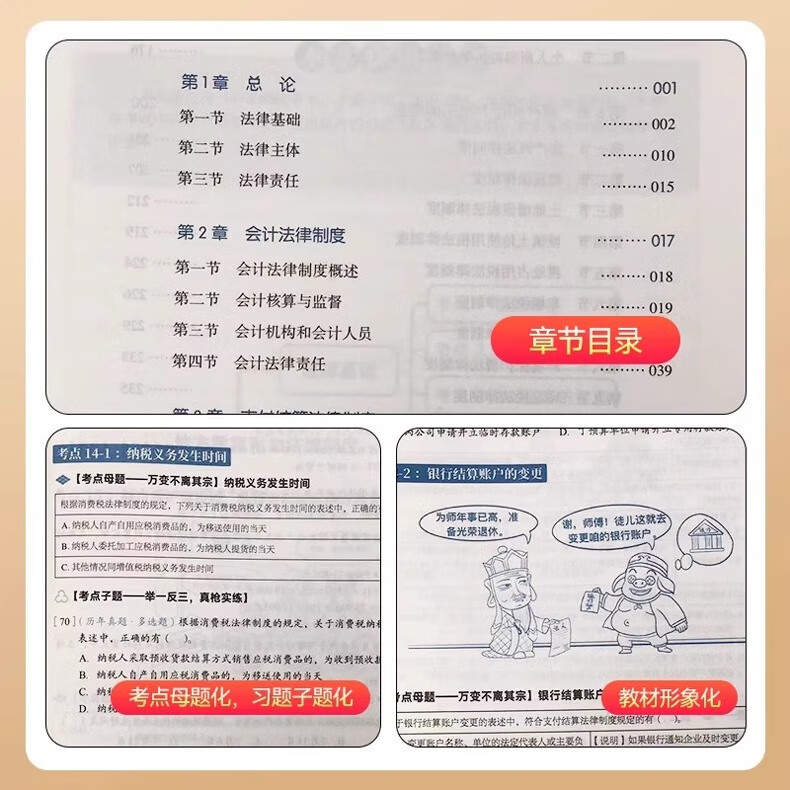 第1章 总 论 ········· 001
第一节 法律基础 ········· 002
第二节 法律主体 ········· 010
第三节 法律责任 ········· 015
第2章 会计法律制度 ········· 017
第一节 会计法律制度概述 ········· 018
第二节 会计核算与监督 ········· 019
第三节 会计机构和会计人员
第四节 会计法律责任 ········· 039
章节目录
考点 14-1：纳税义务发生时间
【考点母题——万变不离其宗】纳税义务发生时间
根据消费税法律制度的规定，下列关于消费税纳税义务发生时间的表述中，正确的
A. 纳税人自产自用应税消费品的，为移送使用的当天
B. 纳税人委托加工应税消费品的，为纳税人提货的当天
C. 其他情况同增值税纳税义务发生时间
【考点子题——举一反三，真枪实练】
[70]（历年真题·多选题）根据消费税法律制度的规定，关于消费税纳税
表述中，正确的有（ ）。
A. 纳税人采取预收货款结算方式销售应税消费品的，为收到预收款
B. 纳税人自产自用应税消费品的，为移送使用的当天
C. 纳
D. 纳
考点母题化，习题子题化
公司申请开立临时存款账户 D.
-2：银行结算账户的变更
为师年事已高，准
备光荣退休。
谢，师傅！徒儿这就去
变更咱的银行账户。
考点母题——万变不离其宗】银行结算账户
于银行结算账户变更的表述中，符合支付结算法律制度规定的有（ ）。
变更账户名称、单位的法定代表人或主要负 【说明】如果银行通知企业及时变更
教材形象化